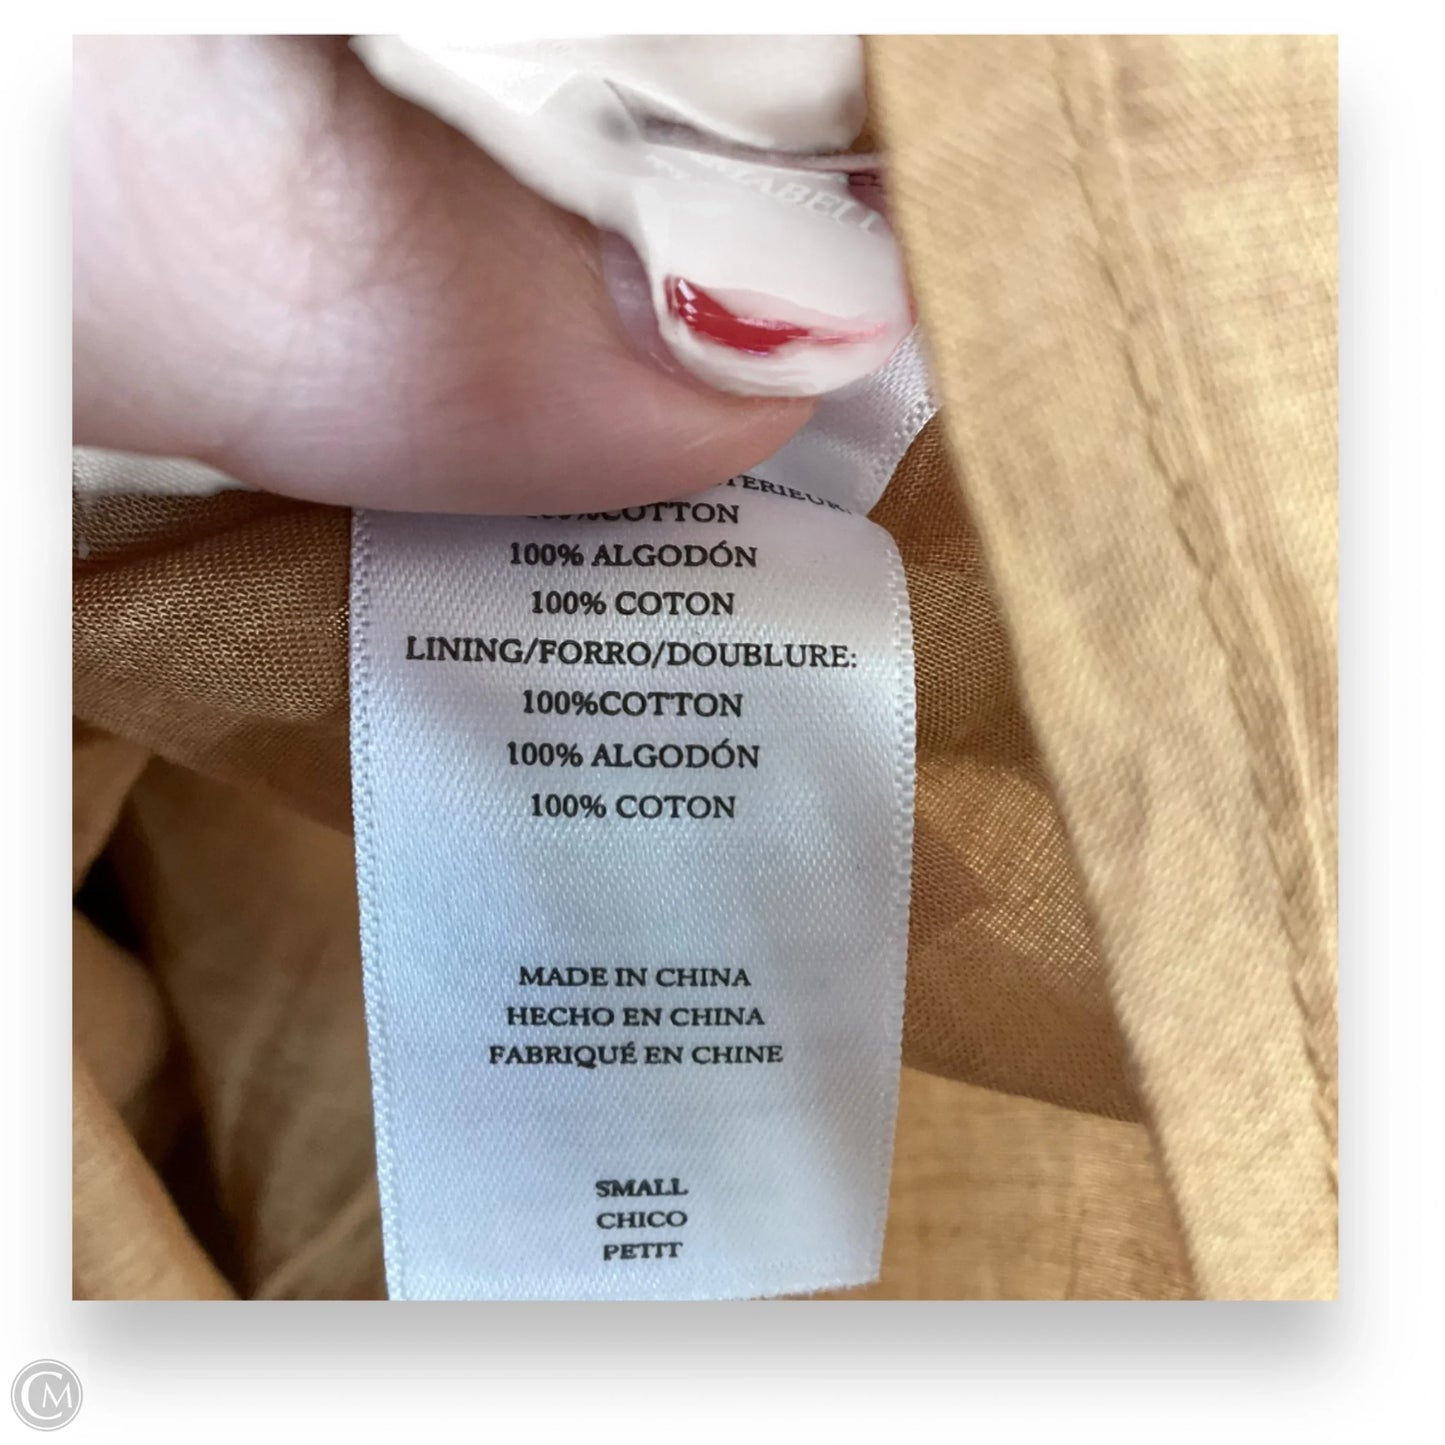 COTTON
100% ALGODÓN
100% COTON
LINING/FORRO/DOUBLURE:
100%COTTON
100% ALGODÓN
100% COTON
MADE IN CHINA
HECHO EN CHINA
FABRIQUÉ EN CHINE
SMALL
CHICO
PETIT
CM